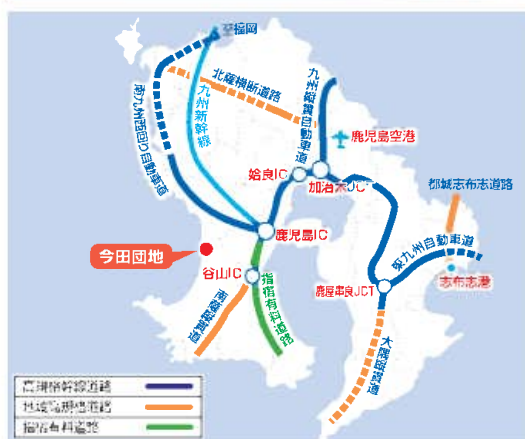 至福岡
北薩横断道路
九州縦貫自動車道
南九州西回り自動車道
九州新幹線
鹿児島空港
姶良IC
加治木JCT
都城志布志道路
鹿児島IC
東九州自動車道
今田団地
谷山IC
志布志港
鹿屋串良JCT
指宿有料道路
南薩縦貫道
大隅縦貫道
高規格幹線道路
地域高規格道路
指宿有料道路